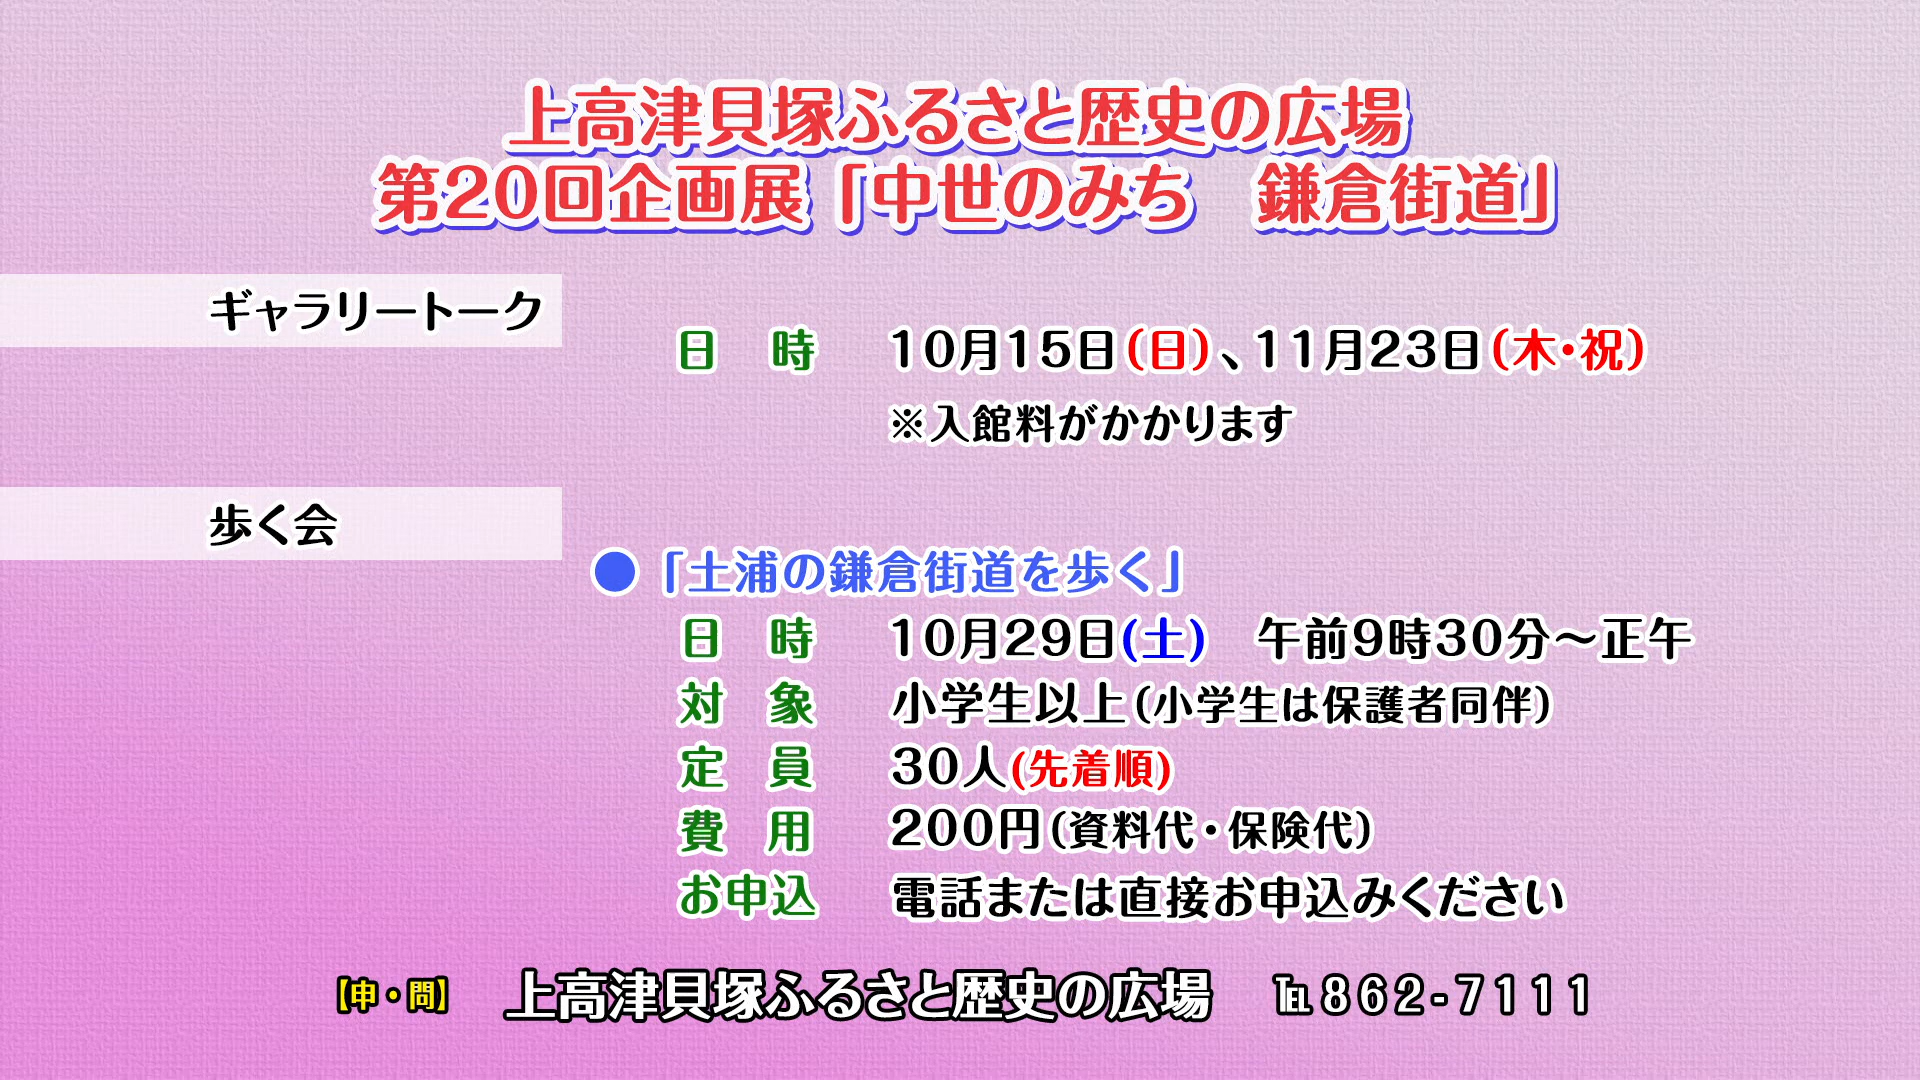 上高津貝塚ふるさと歴史の広場
第20回企画展「中世のみち　鎌倉街道」
ギャラリートーク
日　時　10月15日(日)、11月23日(木・祝)
※入館料がかかります
歩く会
●「土浦の鎌倉街道を歩く」
日　時　10月29日(土)　午前9時30分～正午
対　象　小学生以上(小学生は保護者同伴)
定　員　30人(先着順)
費　用　200円(資料代・保険代)
お申込　電話または直接お申込みください
【申・問】　上高津貝塚ふるさと歴史の広場　℡862-7111